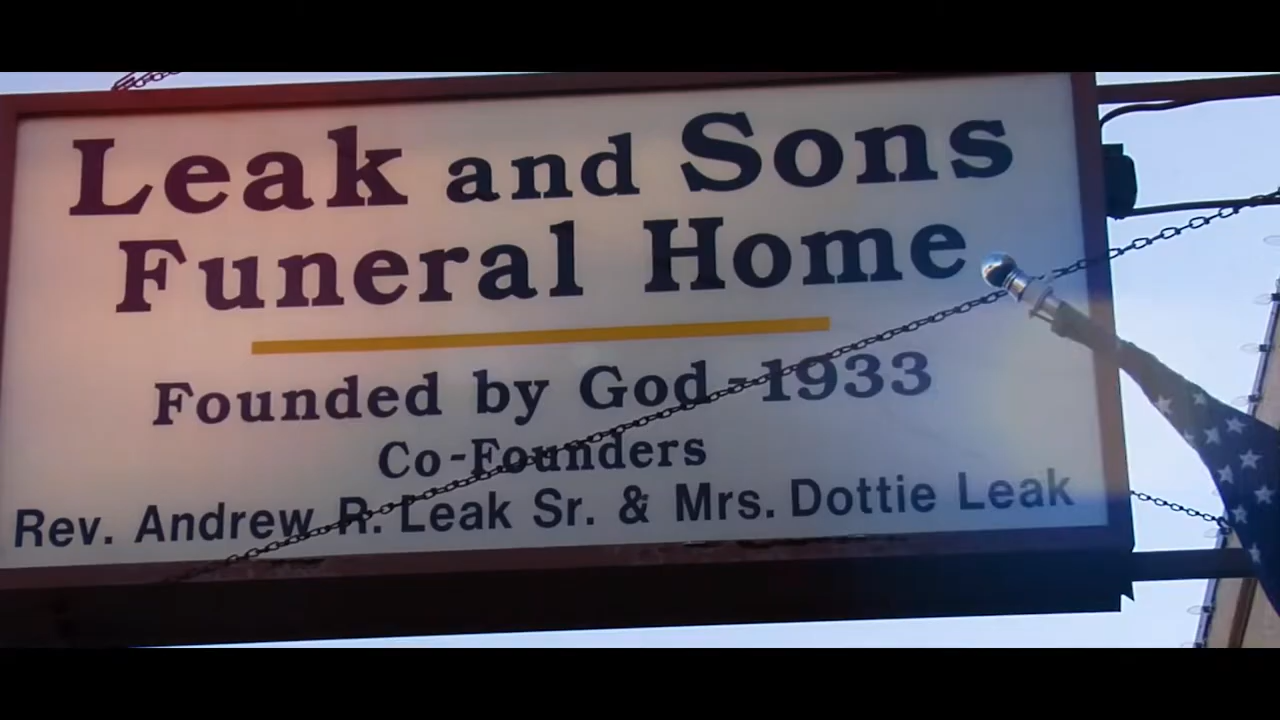 Leak and Sons
Funeral Home
Founded by God - 1933
Co-Founders
Rev. Andrew R. Leak Sr. & Mrs. Dottie Leak